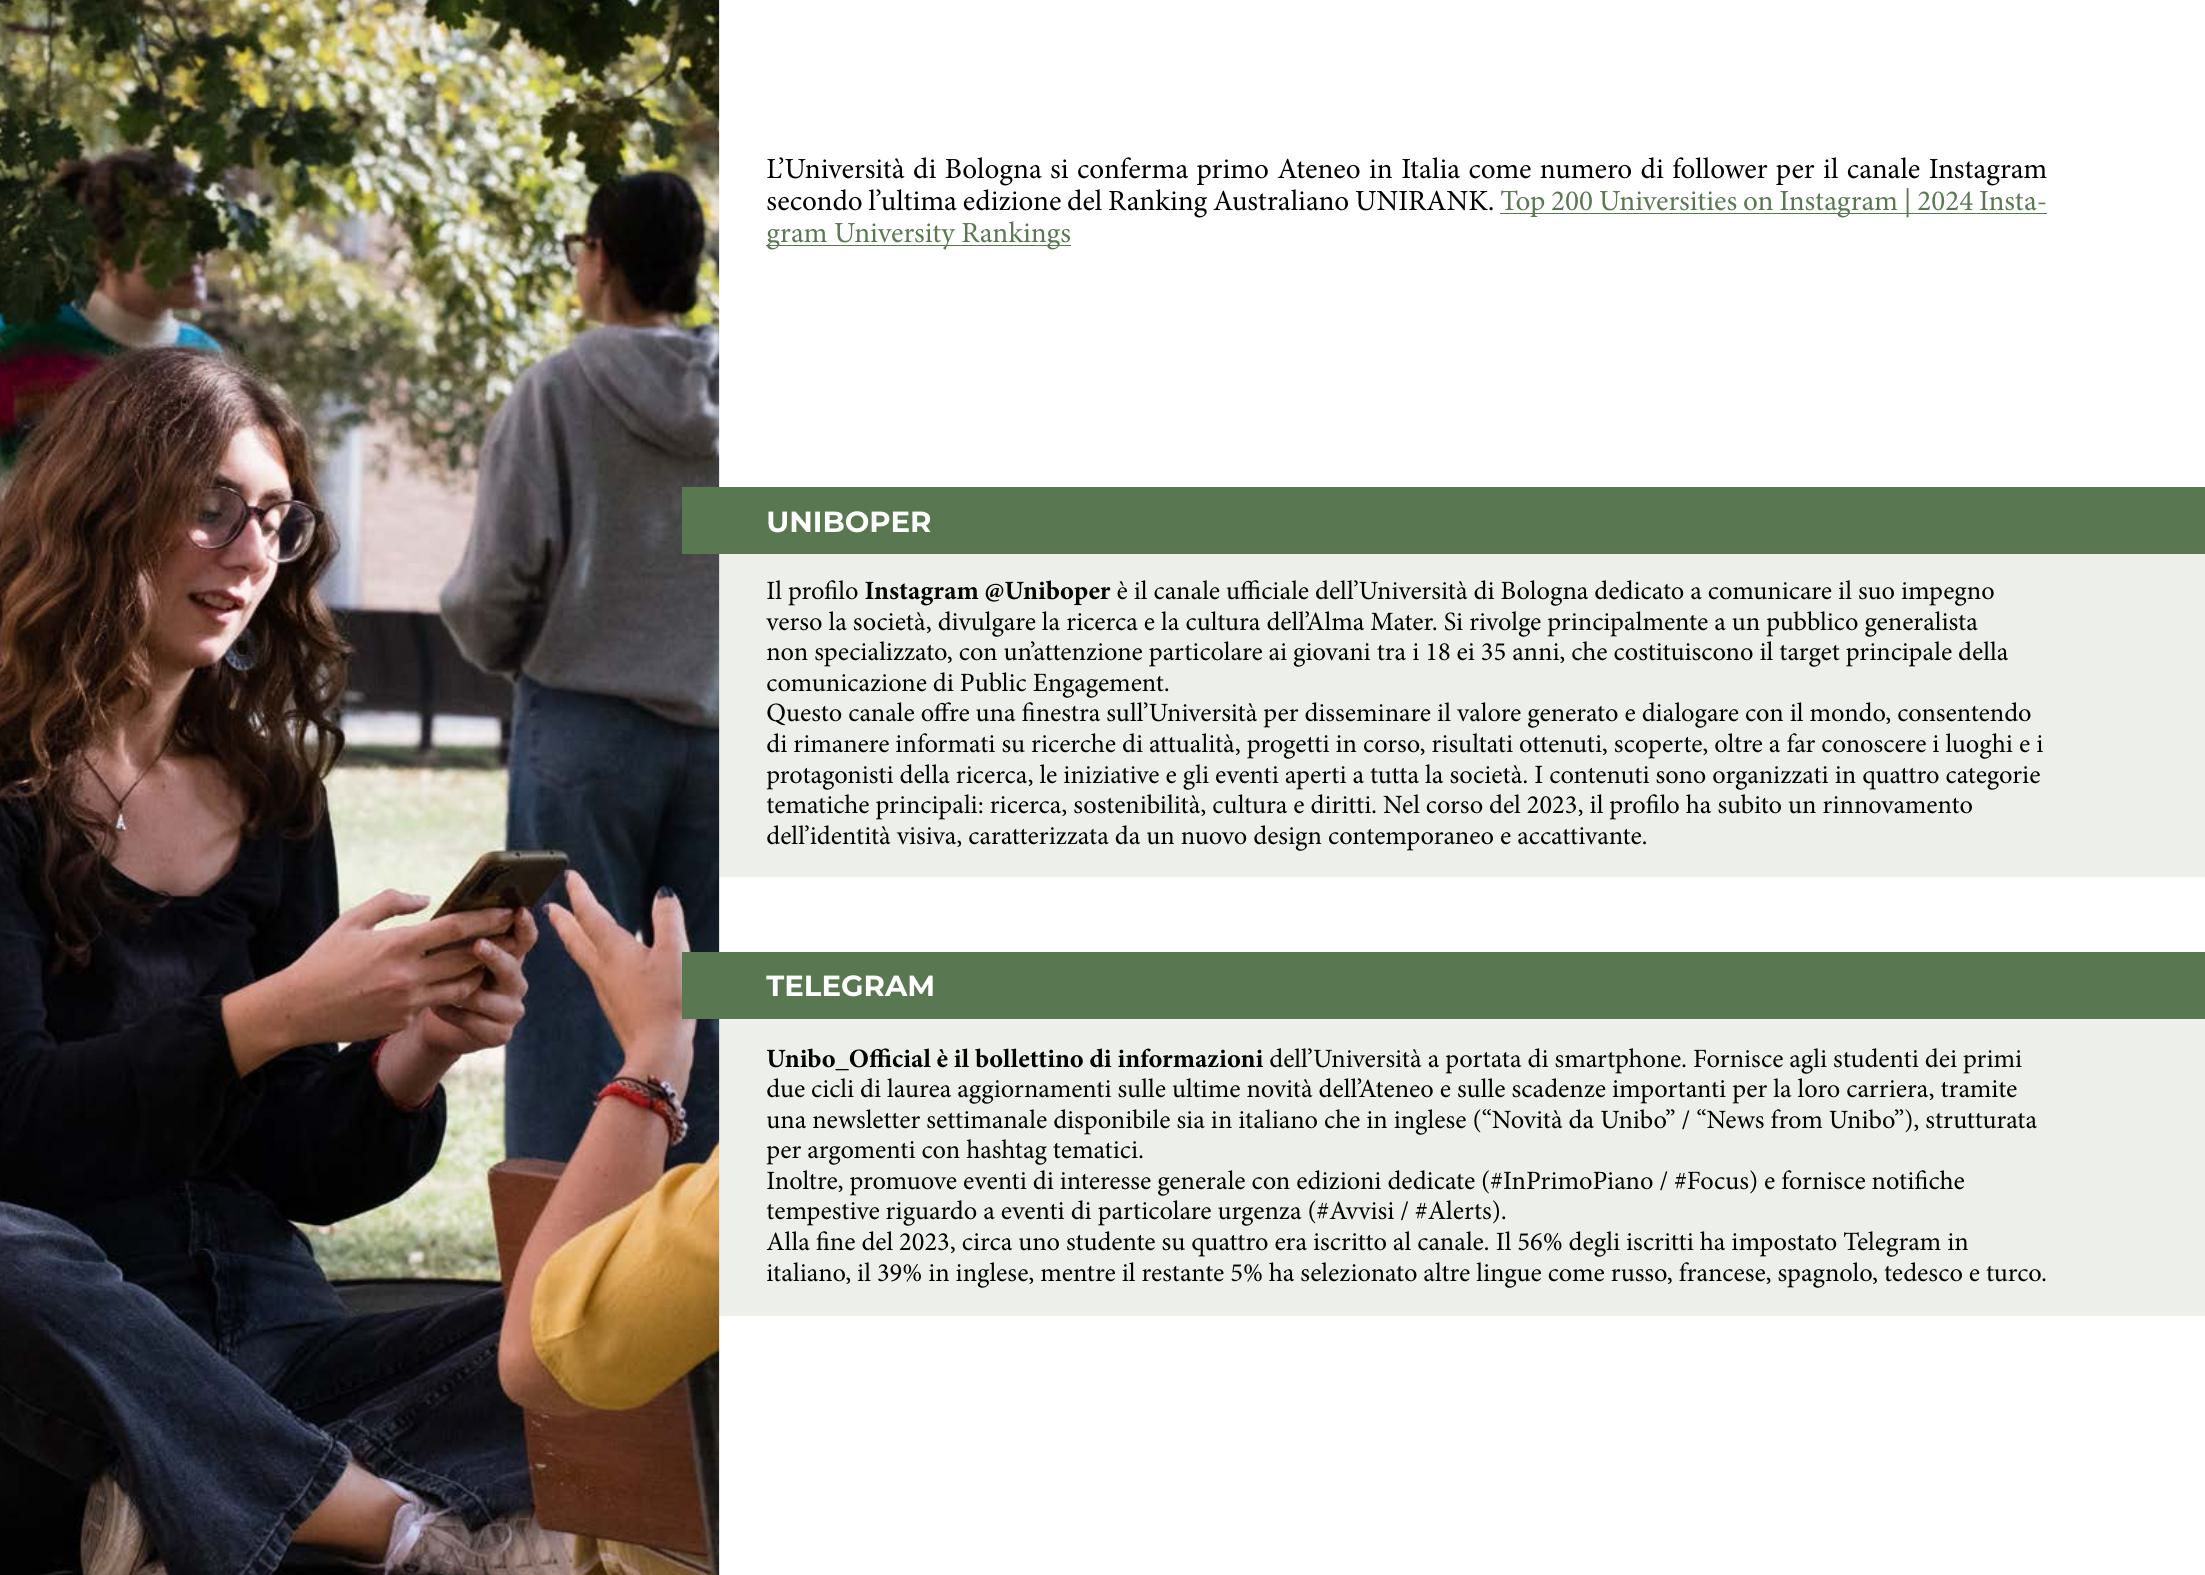 L’Università di Bologna si conferma primo Ateneo in Italia come numero di follower per il canale Instagram
secondo l’ultima edizione del Ranking Australiano UNIRANK. Top 200 Universities on Instagram | 2024 Insta-
gram University Rankings
UNIBOPER
Il profilo Instagram @Uniboper è il canale ufficiale dell’Università di Bologna dedicato a comunicare il suo impegno
verso la società, divulgare la ricerca e la cultura dell’Alma Mater. Si rivolge principalmente a un pubblico generalista
non specializzato, con un’attenzione particolare ai giovani tra i 18 ei 35 anni, che costituiscono il target principale della
comunicazione di Public Engagement.
Questo canale offre una finestra sull’Università per disseminare il valore generato e dialogare con il mondo, consentendo
di rimanere informati su ricerche di attualità, progetti in corso, risultati ottenuti, scoperte, oltre a far conoscere i luoghi e i
protagonisti della ricerca, le iniziative e gli eventi aperti a tutta la società. I contenuti sono organizzati in quattro categorie
tematiche principali: ricerca, sostenibilità, cultura e diritti. Nel corso del 2023, il profilo ha subito un rinnovamento
dell’identità visiva, caratterizzata da un nuovo design contemporaneo e accattivante.
TELEGRAM
Unibo_Official è il bollettino di informazioni dell’Università a portata di smartphone. Fornisce agli studenti dei primi
due cicli di laurea aggiornamenti sulle ultime novità dell’Ateneo e sulle scadenze importanti per la loro carriera, tramite
una newsletter settimanale disponibile sia in italiano che in inglese (“Novità da Unibo” / “News from Unibo”), strutturata
per argomenti con hashtag tematici.
Inoltre, promuove eventi di interesse generale con edizioni dedicate (#InPrimoPiano / #Focus) e fornisce notifiche
tempestive riguardo a eventi di particolare urgenza (#Avvisi / #Alerts).
Alla fine del 2023, circa uno studente su quattro era iscritto al canale. Il 56% degli iscritti ha impostato Telegram in
italiano, il 39% in inglese, mentre il restante 5% ha selezionato altre lingue come russo, francese, spagnolo, tedesco e turco.
A